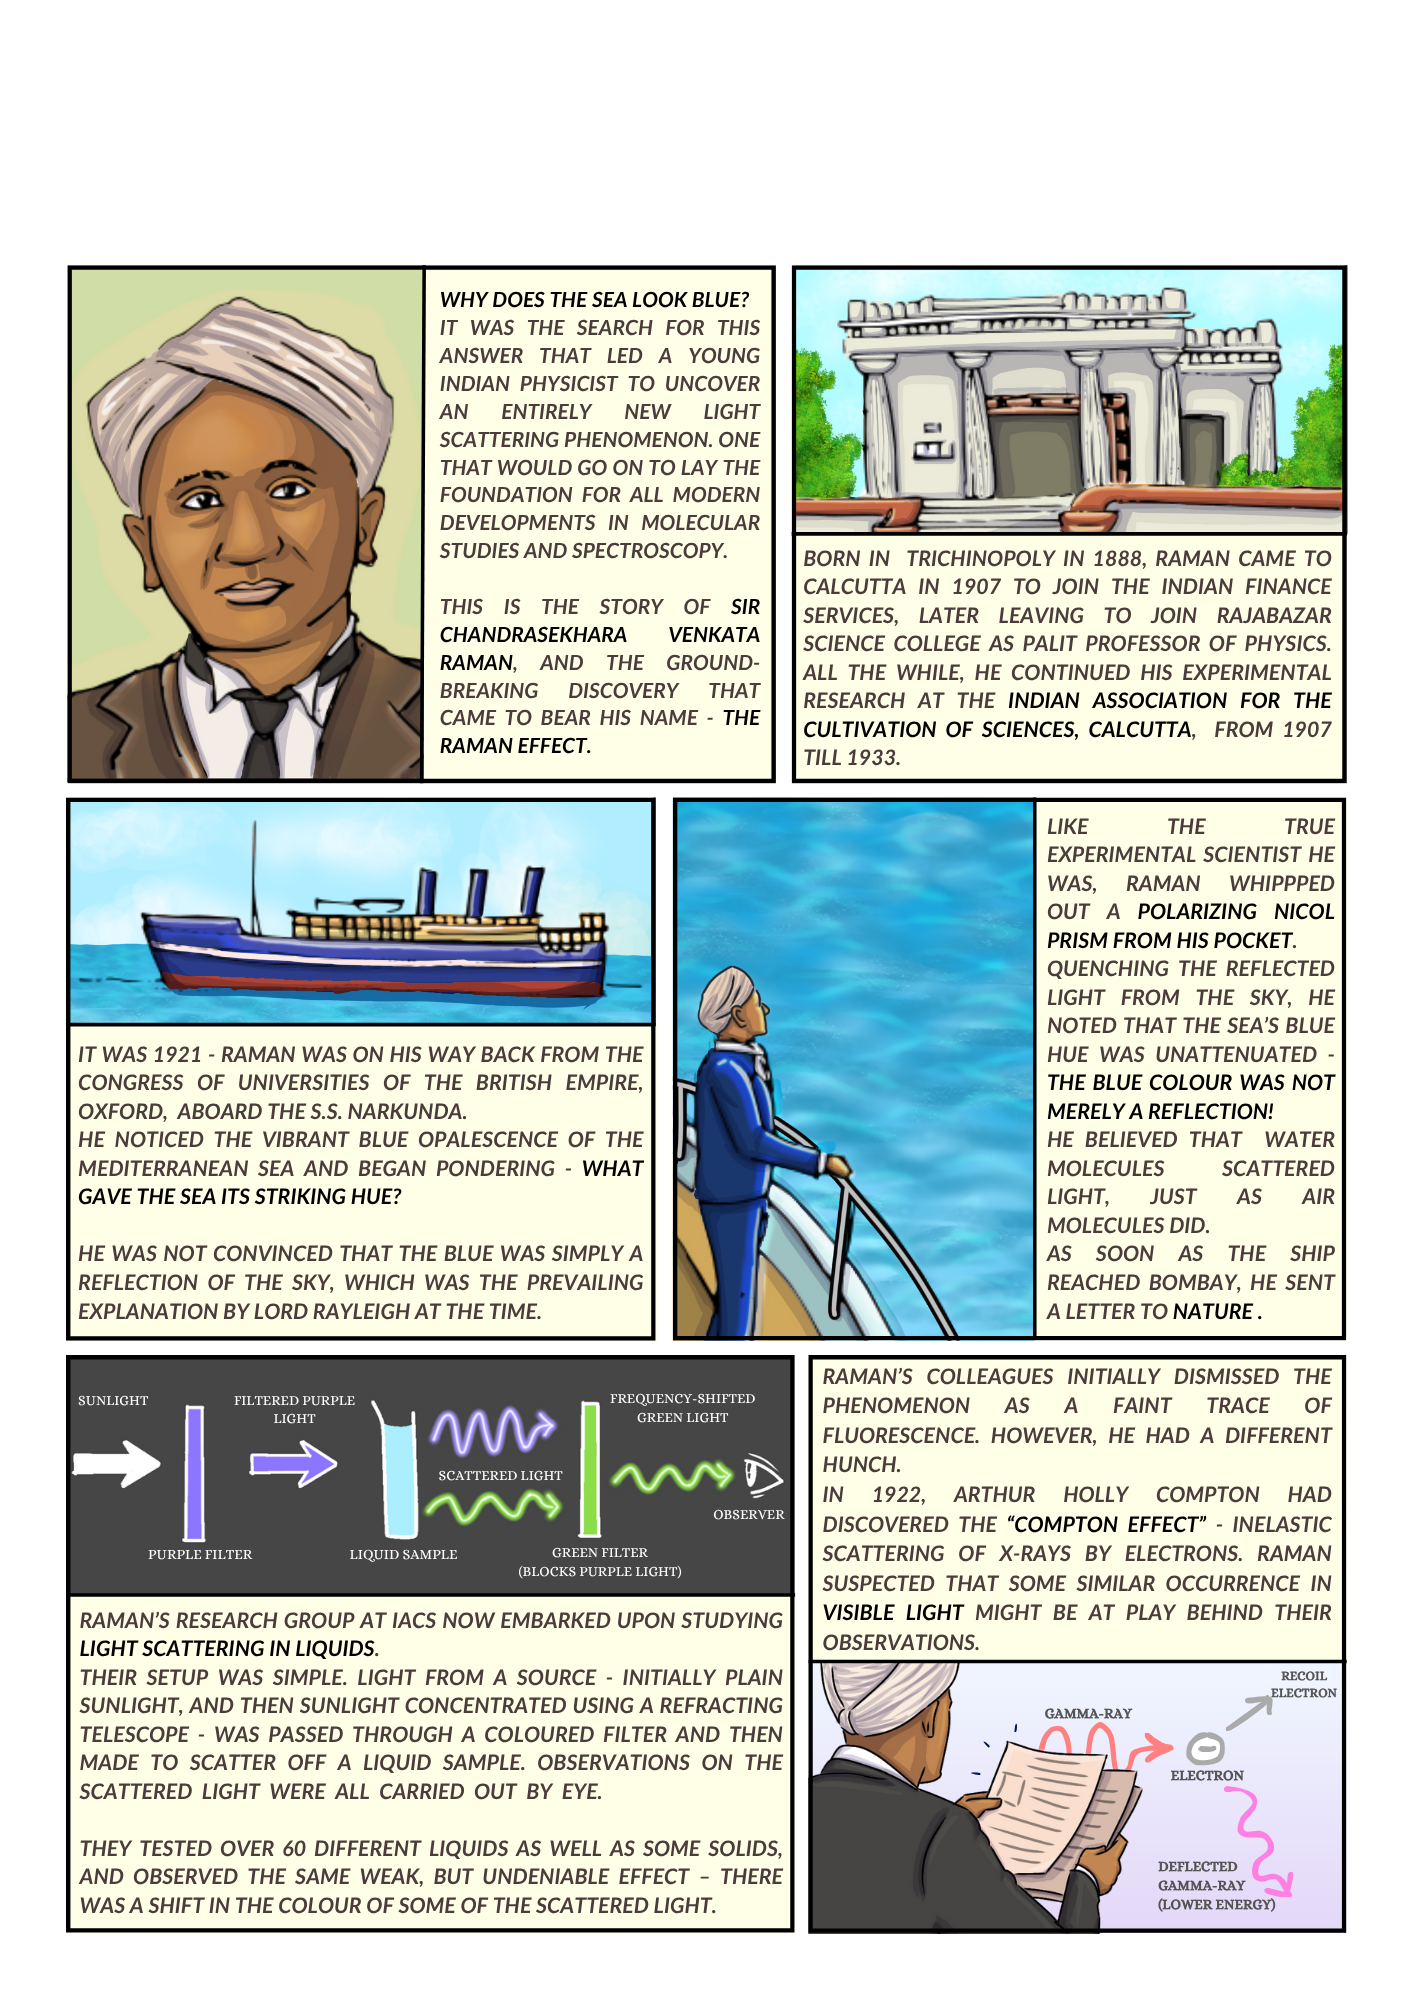 WHY DOES THE SEA LOOK BLUE?
IT WAS THE SEARCH FOR THIS
ANSWER THAT LED A YOUNG
INDIAN PHYSICIST TO UNCOVER
AN ENTIRELY NEW LIGHT
SCATTERING PHENOMENON. ONE
THAT WOULD GO ON TO LAY THE
FOUNDATION FOR ALL MODERN
DEVELOPMENTS IN MOLECULAR
STUDIES AND SPECTROSCOPY.
THIS IS THE STORY OF SIR
CHANDRASEKHARA VENKATA
RAMAN, AND THE GROUND-
BREAKING DISCOVERY THAT
CAME TO BEAR HIS NAME - THE
RAMAN EFFECT.
BORN IN TRICHINOPOLY IN 1888, RAMAN CAME TO
CALCUTTA IN 1907 TO JOIN THE INDIAN FINANCE
SERVICES, LATER LEAVING TO JOIN RAJABAZAR
SCIENCE COLLEGE AS PALIT PROFESSOR OF PHYSICS.
ALL THE WHILE, HE CONTINUED HIS EXPERIMENTAL
RESEARCH AT THE INDIAN ASSOCIATION FOR THE
CULTIVATION OF SCIENCES, CALCUTTA, FROM 1907
TILL 1933.
IT WAS 1921 - RAMAN WAS ON HIS WAY BACK FROM THE
CONGRESS OF UNIVERSITIES OF THE BRITISH EMPIRE,
OXFORD, ABOARD THE S.S. NARKUNDA.
HE NOTICED THE VIBRANT BLUE OPALESCENCE OF THE
MEDITERRANEAN SEA AND BEGAN PONDERING - WHAT
GAVE THE SEA ITS STRIKING HUE?
HE WAS NOT CONVINCED THAT THE BLUE WAS SIMPLY A
REFLECTION OF THE SKY, WHICH WAS THE PREVAILING
EXPLANATION BY LORD RAYLEIGH AT THE TIME.
LIKE THE TRUE
EXPERIMENTAL SCIENTIST HE
WAS, RAMAN WHIPPPED
OUT A POLARIZING NICOL
PRISM FROM HIS POCKET.
QUENCHING THE REFLECTED
LIGHT FROM THE SKY, HE
NOTED THAT THE SEA'S BLUE
HUE WAS UNATTENUATED -
THE BLUE COLOUR WAS NOT
MERELY A REFLECTION!
HE BELIEVED THAT WATER
MOLECULES SCATTERED
LIGHT, JUST AS AIR
MOLECULES DID.
AS SOON AS THE SHIP
REACHED BOMBAY, HE SENT
A LETTER TO NATURE .
SUNLIGHT
PURPLE FILTER
FILTERED PURPLE
LIGHT
LIQUID SAMPLE
SCATTERED LIGHT
GREEN FILTER
(BLOCKS PURPLE LIGHT)
FREQUENCY-SHIFTED
GREEN LIGHT
OBSERVER
RAMAN'S RESEARCH GROUP AT IACS NOW EMBARKED UPON STUDYING
LIGHT SCATTERING IN LIQUIDS.
THEIR SETUP WAS SIMPLE. LIGHT FROM A SOURCE - INITIALLY PLAIN
SUNLIGHT, AND THEN SUNLIGHT CONCENTRATED USING A REFRACTING
TELESCOPE - WAS PASSED THROUGH A COLOURED FILTER AND THEN
MADE TO SCATTER OFF A LIQUID SAMPLE. OBSERVATIONS ON THE
SCATTERED LIGHT WERE ALL CARRIED OUT BY EYE.
THEY TESTED OVER 60 DIFFERENT LIQUIDS AS WELL AS SOME SOLIDS,
AND OBSERVED THE SAME WEAK, BUT UNDENIABLE EFFECT – THERE
WAS A SHIFT IN THE COLOUR OF SOME OF THE SCATTERED LIGHT.
RAMAN'S COLLEAGUES INITIALLY DISMISSED THE
PHENOMENON AS A FAINT TRACE OF
FLUORESCENCE. HOWEVER, HE HAD A DIFFERENT
HUNCH.
IN 1922, ARTHUR HOLLY COMPTON HAD
DISCOVERED THE “COMPTON EFFECT” - INELASTIC
SCATTERING OF X-RAYS BY ELECTRONS. RAMAN
SUSPECTED THAT SOME SIMILAR OCCURRENCE IN
VISIBLE LIGHT MIGHT BE AT PLAY BEHIND THEIR
OBSERVATIONS.
RECOIL
ELECTRON
GAMMA-RAY
ELECTRON
DEFLECTED
GAMMA-RAY
(LOWER ENERGY)